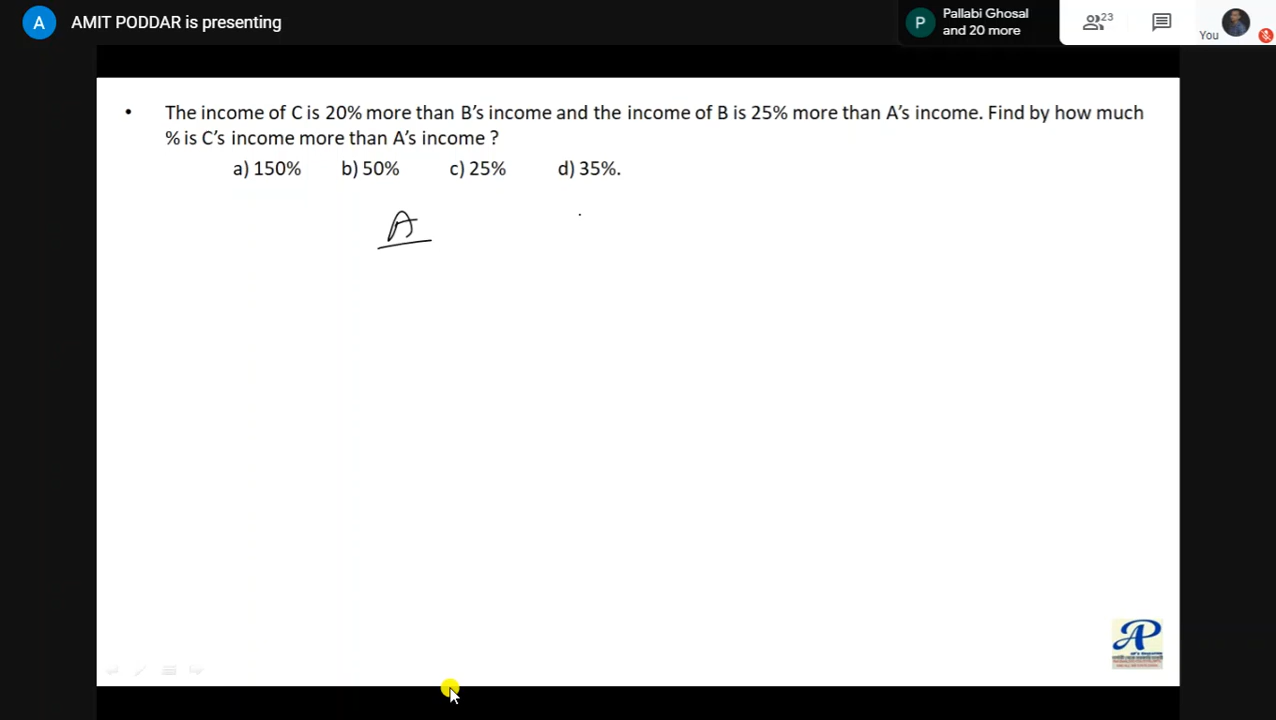 A
AMIT PODDAR is presenting
P
Pallabi Ghosal
and 20 more
23
You
• The income of C is 20% more than B’s income and the income of B is 25% more than A’s income. Find by how much
% is C’s income more than A’s income ?
a) 150% b) 50% c) 25% d) 35%.
A
AP